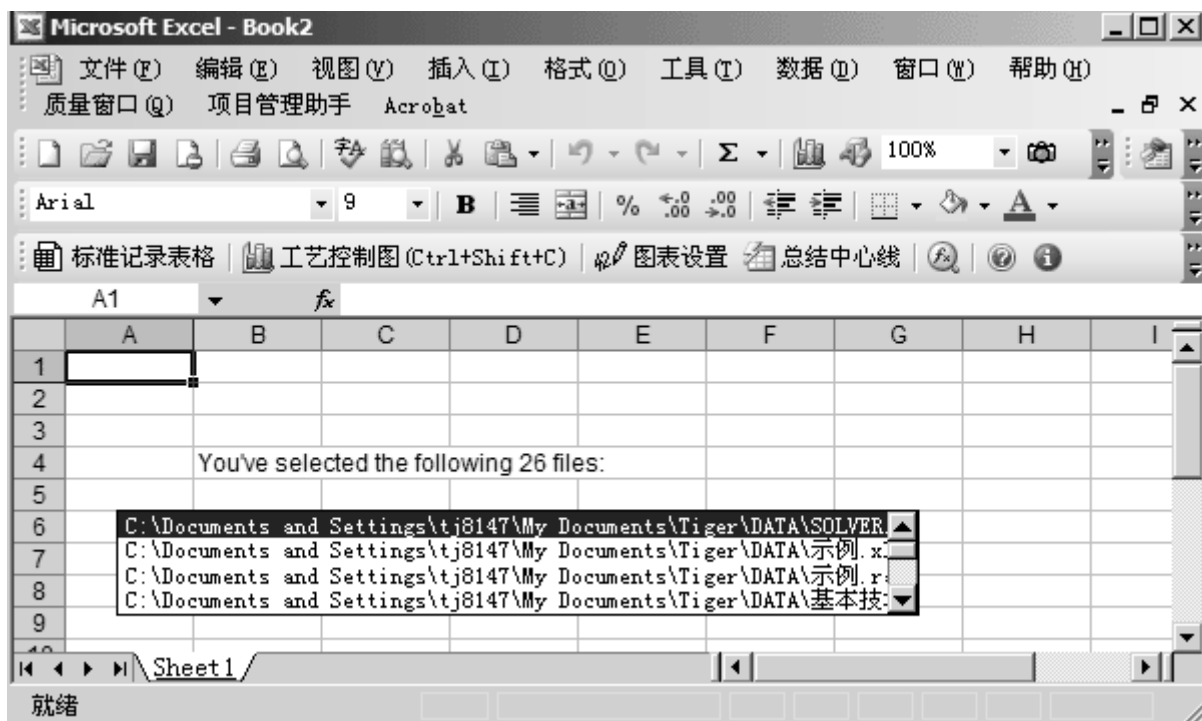 Microsoft Excel - Book2
文件(F) 编辑(E) 视图(V) 插入(I) 格式(O) 工具(T) 数据(D) 窗口(W) 帮助(H)
质量窗口(Q) 项目管理助手 Acrobat
100%
Arial 9 B % .00 .00 A
标准记录表格 工艺控制图(Ctrl+Shift+C) 图表设置 总结中心线
A1 fx
A B C D E F G H I
1
2
3
4 You've selected the following 26 files:
5
6 C:\Documents and Settings\tj8147\My Documents\Tiger\DATA\SOLVER
7 C:\Documents and Settings\tj8147\My Documents\Tiger\DATA\示例.x
C:\Documents and Settings\tj8147\My Documents\Tiger\DATA\示例.r
8 C:\Documents and Settings\tj8147\My Documents\Tiger\DATA\基本技
9
Sheet1
就绪